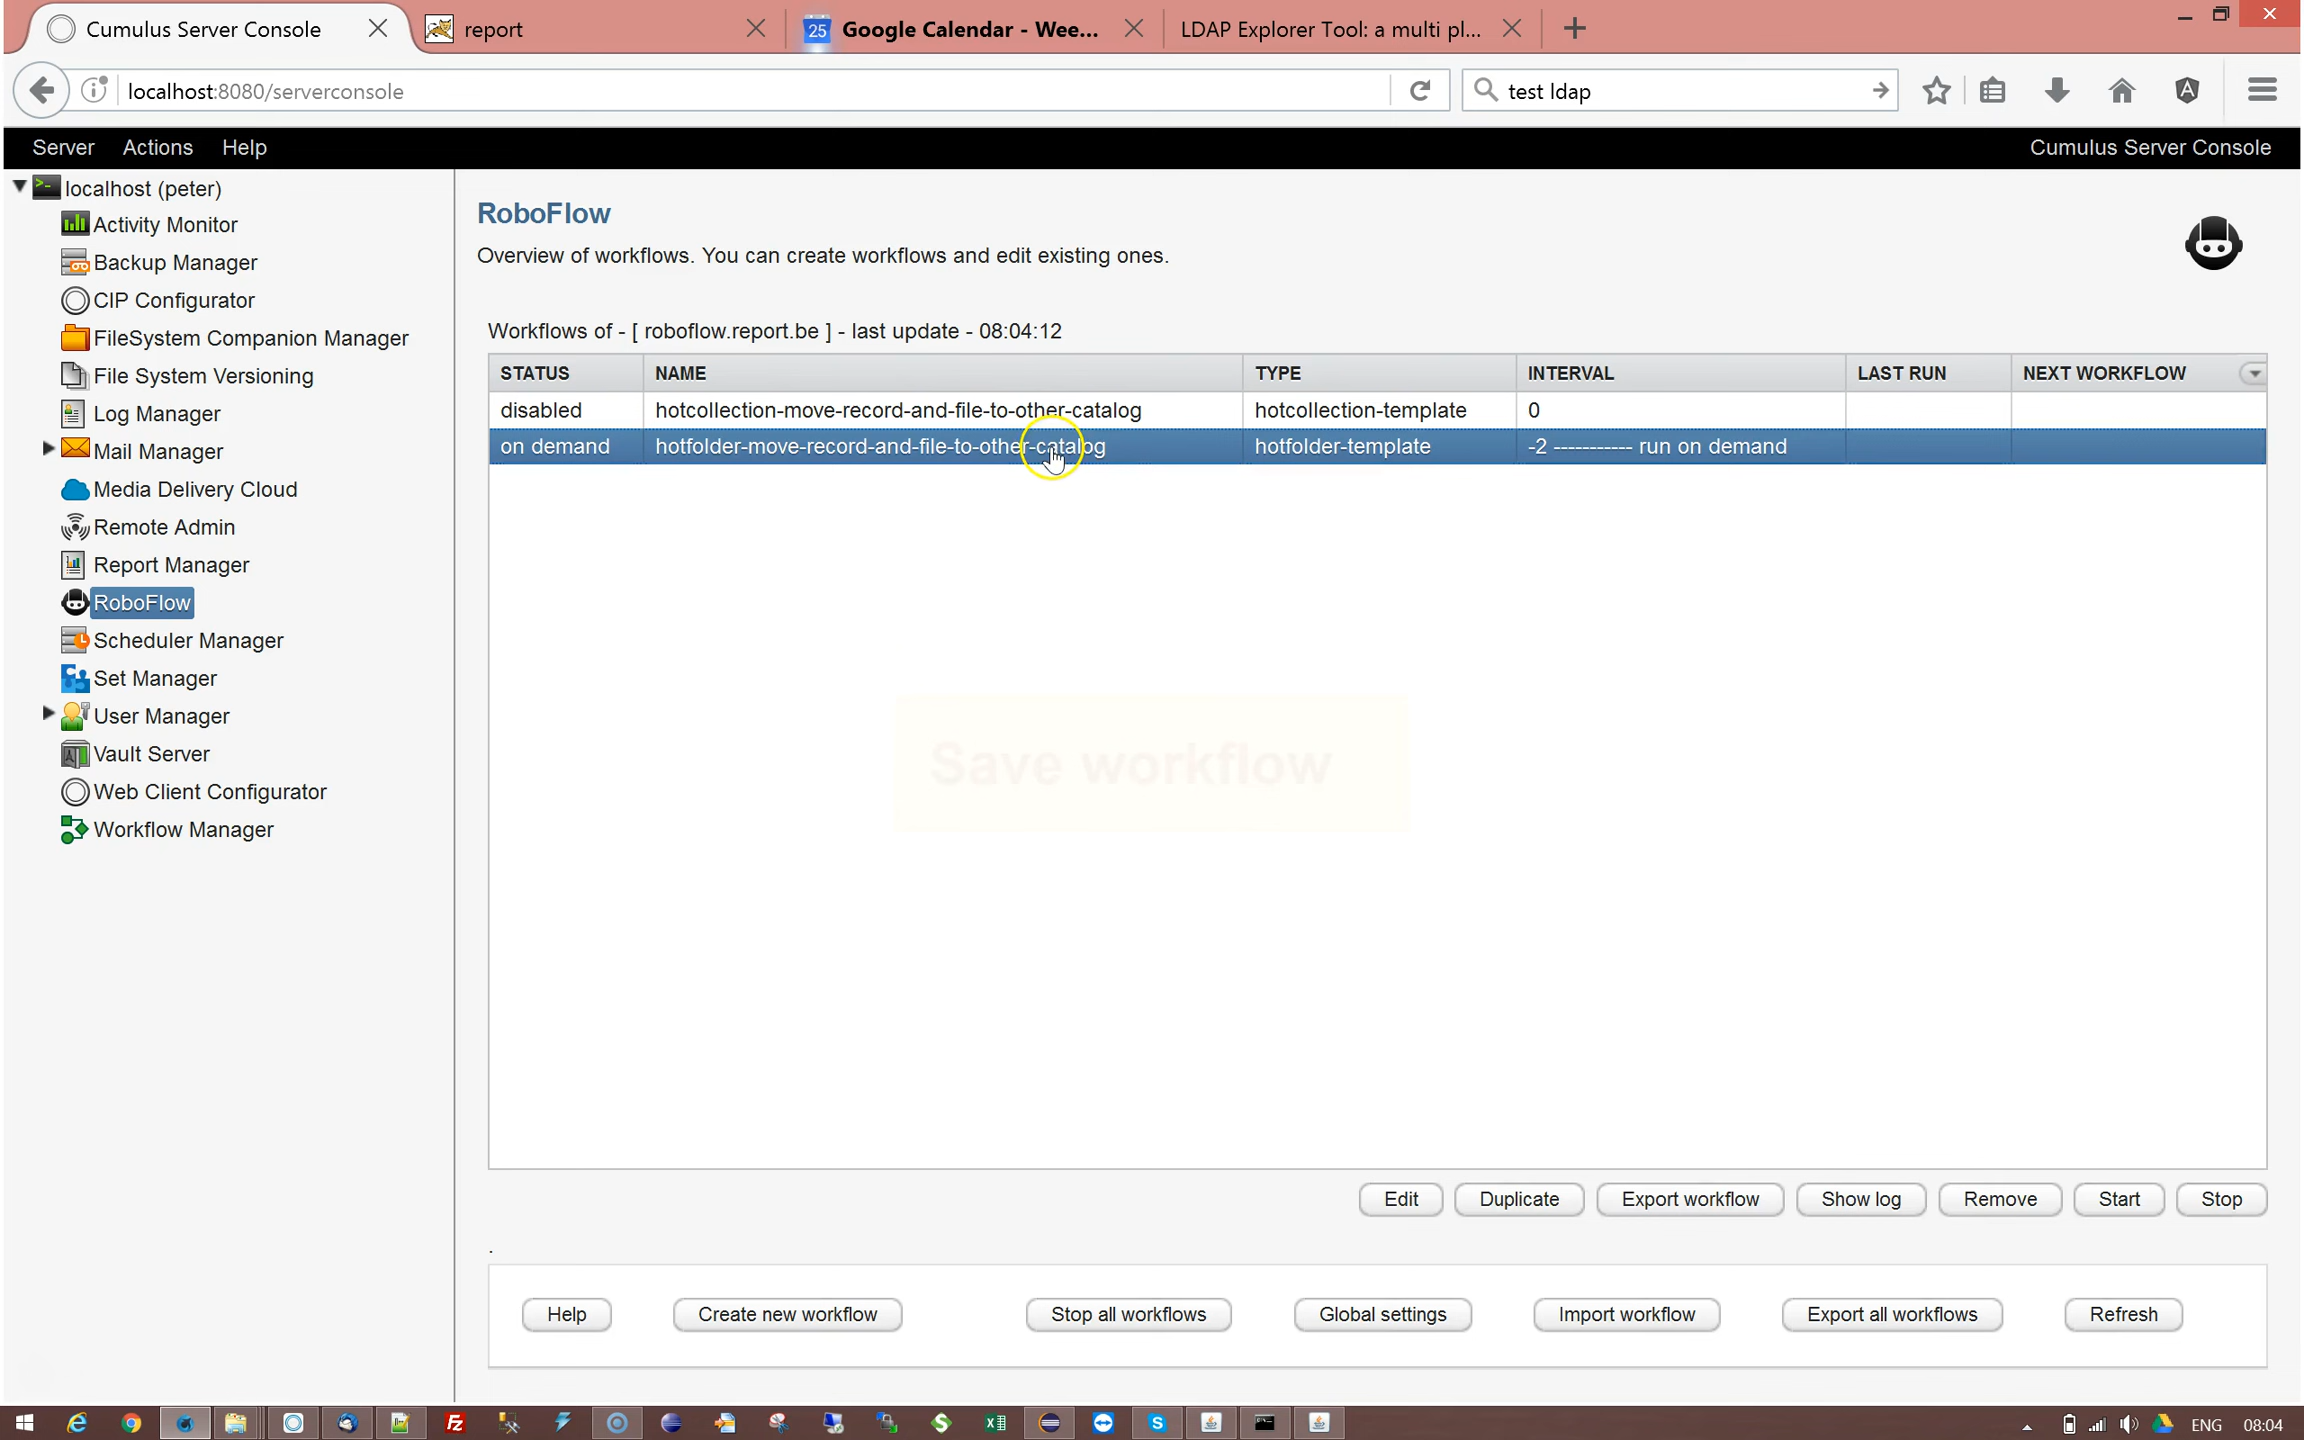 Cumulus Server Console
report
25
Google Calendar - Wee...
LDAP Explorer Tool: a multi pl...
localhost:8080/serverconsole
test ldap
Server Actions Help
Cumulus Server Console
localhost (peter)
Activity Monitor
Backup Manager
CIP Configurator
FileSystem Companion Manager
File System Versioning
Log Manager
Mail Manager
Media Delivery Cloud
Remote Admin
Report Manager
RoboFlow
Scheduler Manager
Set Manager
User Manager
Vault Server
Web Client Configurator
Workflow Manager
RoboFlow
Overview of workflows. You can create workflows and edit existing ones.
Workflows of - [ roboflow.report.be ] - last update - 08:04:12
STATUS NAME TYPE INTERVAL LAST RUN NEXT WORKFLOW
disabled hotcollection-move-record-and-file-to-other-catalog hotcollection-template 0
on demand hotfolder-move-record-and-file-to-other-catalog hotfolder-template -2 ----------- run on demand
Save workflow
Edit Duplicate Export workflow Show log Remove Start Stop
.
Help Create new workflow Stop all workflows Global settings Import workflow Export all workflows Refresh
ENG 08:04